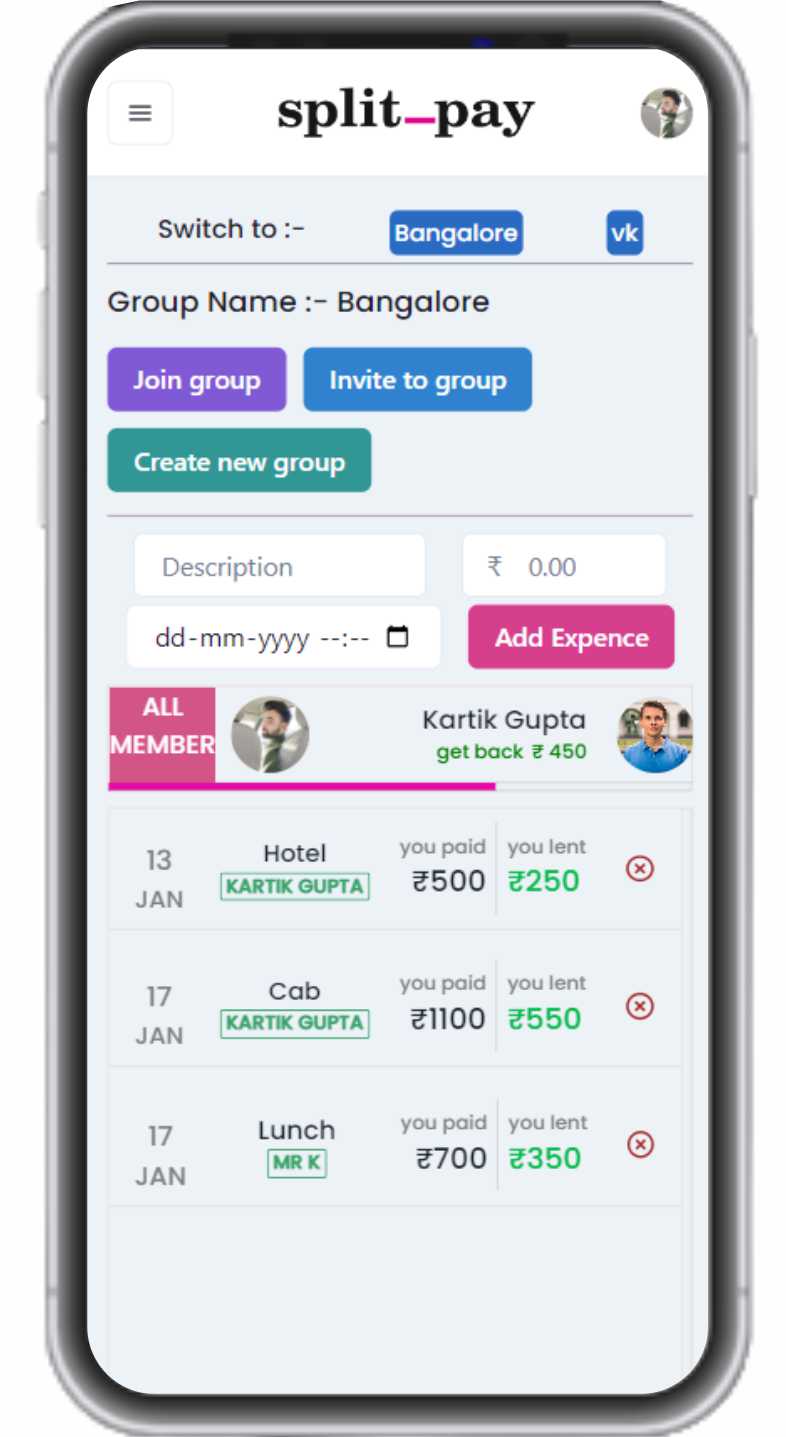 split_pay
Switch to :- Bangalore vk
Group Name :- Bangalore
Join group Invite to group
Create new group
Description ₹ 0.00
dd-mm-yyyy --:-- Add Expence
ALL
MEMBER
Kartik Gupta
get back ₹ 450
13
JAN
Hotel
KARTIK GUPTA
you paid
₹500
you lent
₹250
17
JAN
Cab
KARTIK GUPTA
you paid
₹1100
you lent
₹550
17
JAN
Lunch
MR K
you paid
₹700
you lent
₹350